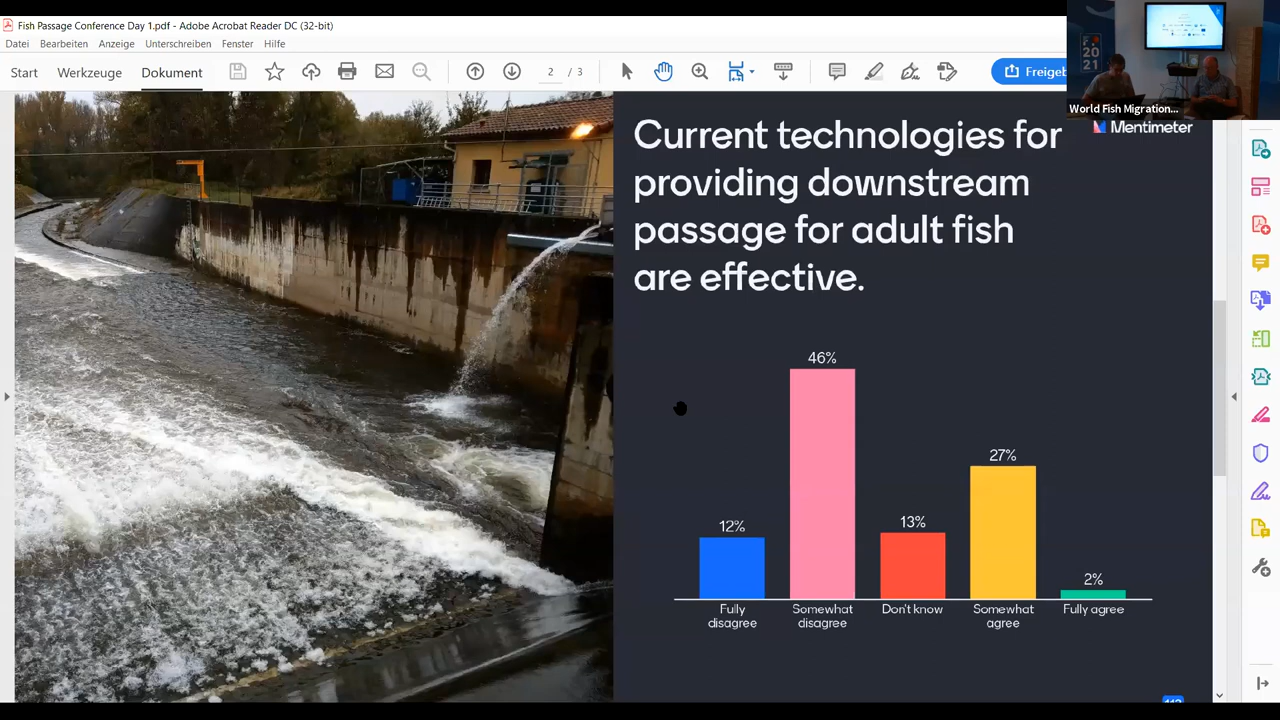 Fish Passage Conference Day 1.pdf - Adobe Acrobat Reader DC (32-bit)
Datei Bearbeiten Anzeige Unterschreiben Fenster Hilfe
Start Werkzeuge Dokument
2 / 3
Freigeb
F.
20
21
World Fish Migration...
Mentimeter
Current technologies for
providing downstream
passage for adult fish
are effective.
12%
46%
13%
27%
2%
Fully
disagree
Somewhat
disagree
Don't know
Somewhat
agree
Fully agree